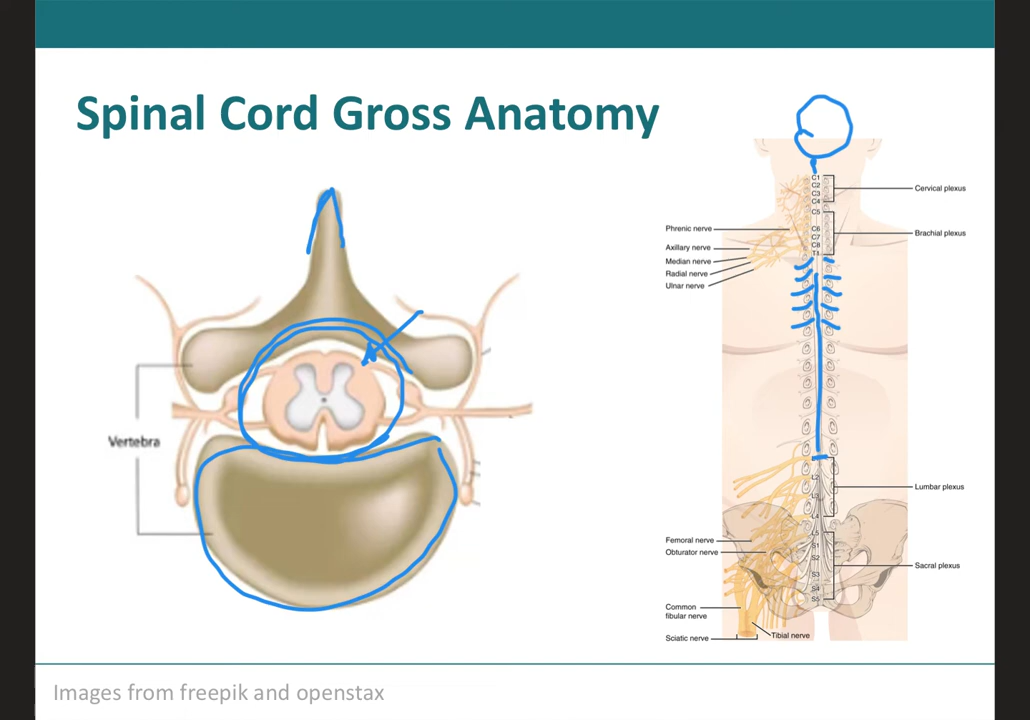 Spinal Cord Gross Anatomy
Vertebra
C1
C2
C3
C4
C5
C6
C7
C8
T1
Cervical plexus
Brachial plexus
Phrenic nerve
Axillary nerve
Median nerve
Radial nerve
Ulnar nerve
L2
L3
L4
L5
S1
S2
S3
S4
S5
Lumbar plexus
Sacral plexus
Femoral nerve
Obturator nerve
Common
fibular nerve
Sciatic nerve
Tibial nerve
Images from freepik and openstax